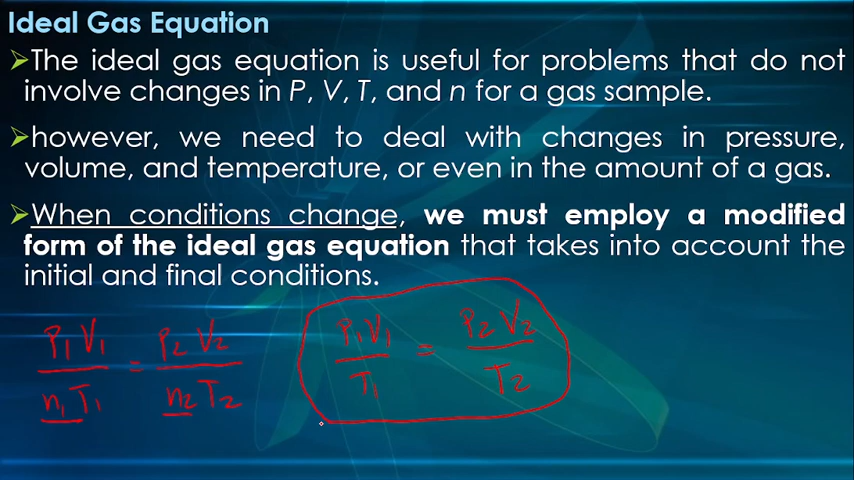 Ideal Gas Equation
➤The ideal gas equation is useful for problems that do not
involve changes in P, V, T, and n for a gas sample.
➤however, we need to deal with changes in pressure,
volume, and temperature, or even in the amount of a gas.
➤When conditions change, we must employ a modified
form of the ideal gas equation that takes into account the
initial and final conditions.
P₁V₁/n₁T₁ = P₂V₂/n₂T₂
P₁V₁/T₁ = P₂V₂/T₂